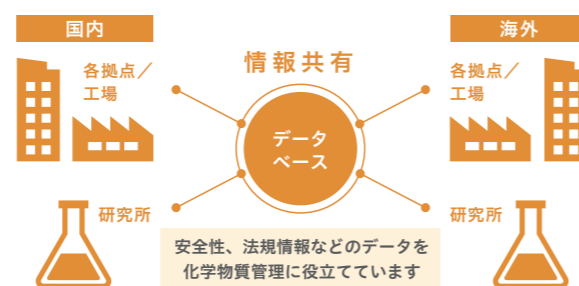 国内
各拠点／
工場
研究所
情報共有
データ
ベース
安全性、法規情報などのデータを
化学物質管理に役立てています
海外
各拠点／
工場
研究所